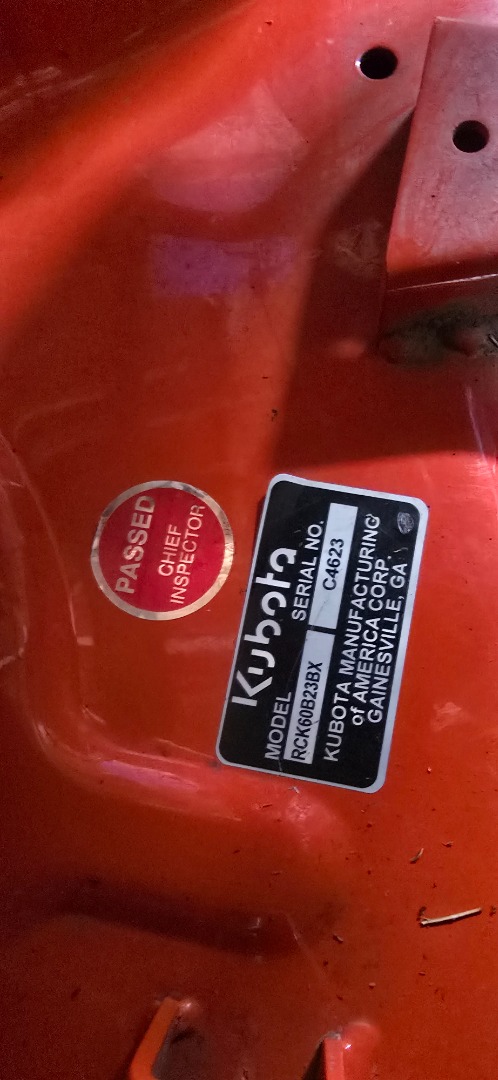 PASSED
CHIEF
INSPECTOR
Kubota
MODEL SERIAL NO.
RCK60B23BX C4623
KUBOTA MANUFACTURING
of AMERICA CORP.
GAINESVILLE, GA.